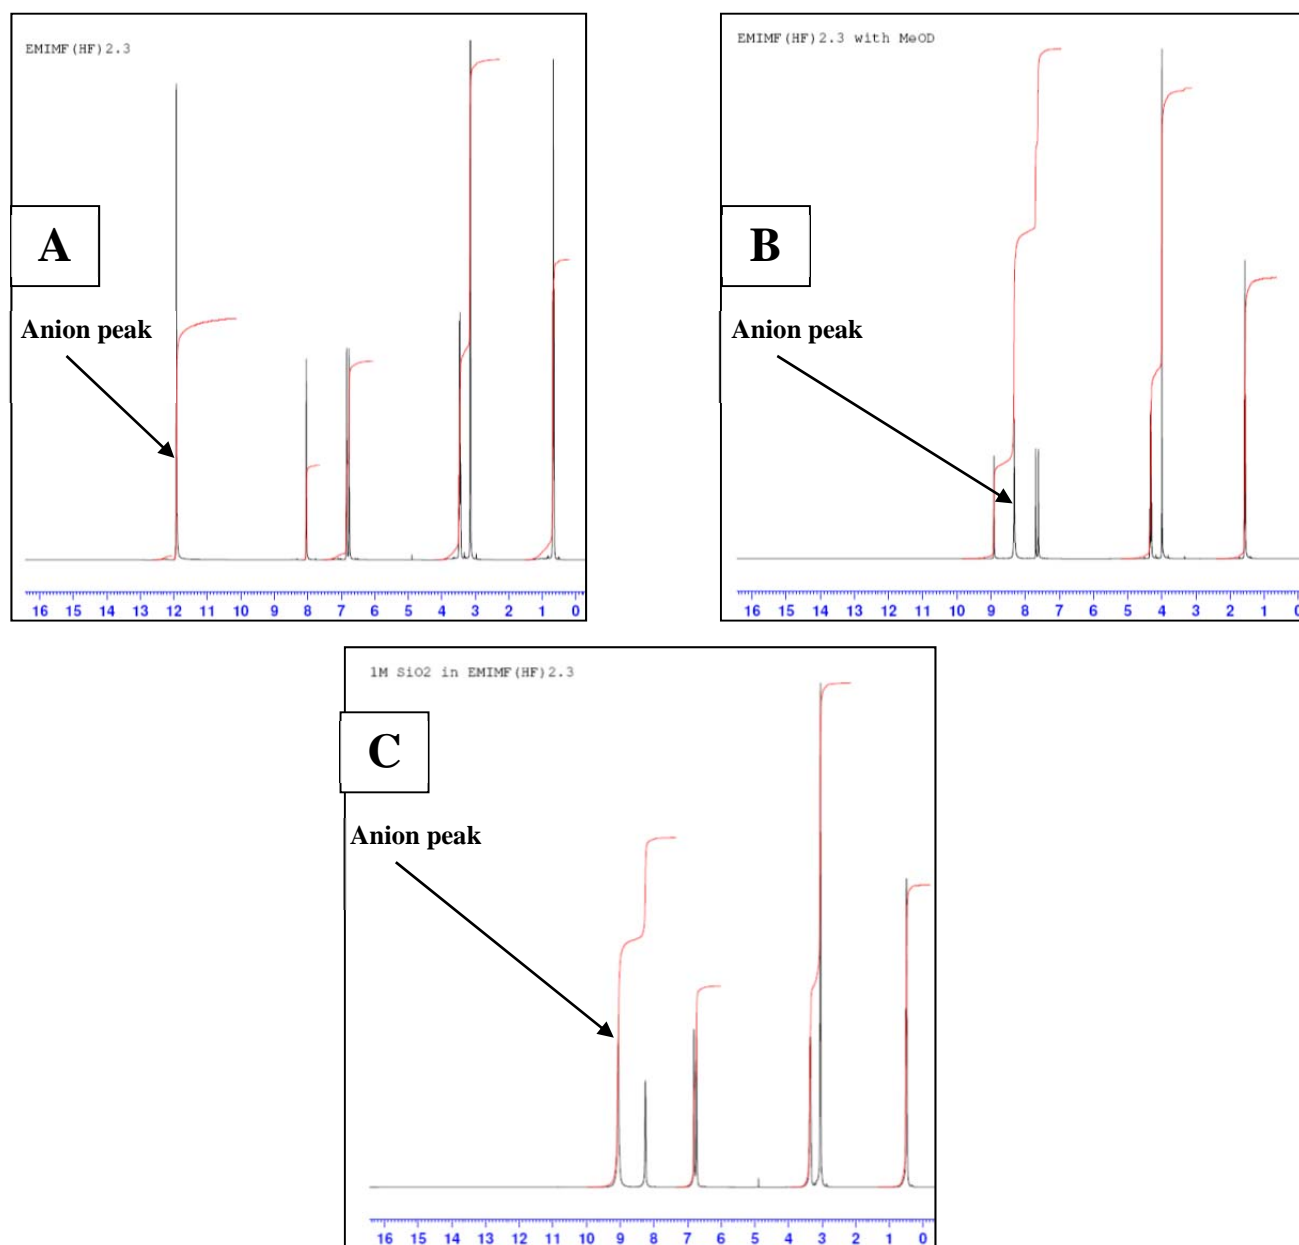 EMIMF(HF)2.3
A
Anion peak
16 15 14 13 12 11 10 9 8 7 6 5 4 3 2 1 0
EMIMF(HF)2.3 with MeOD
B
Anion peak
16 15 14 13 12 11 10 9 8 7 6 5 4 3 2 1 0
1M SiO2 in EMIMF(HF)2.3
C
Anion peak
16 15 14 13 12 11 10 9 8 7 6 5 4 3 2 1 0